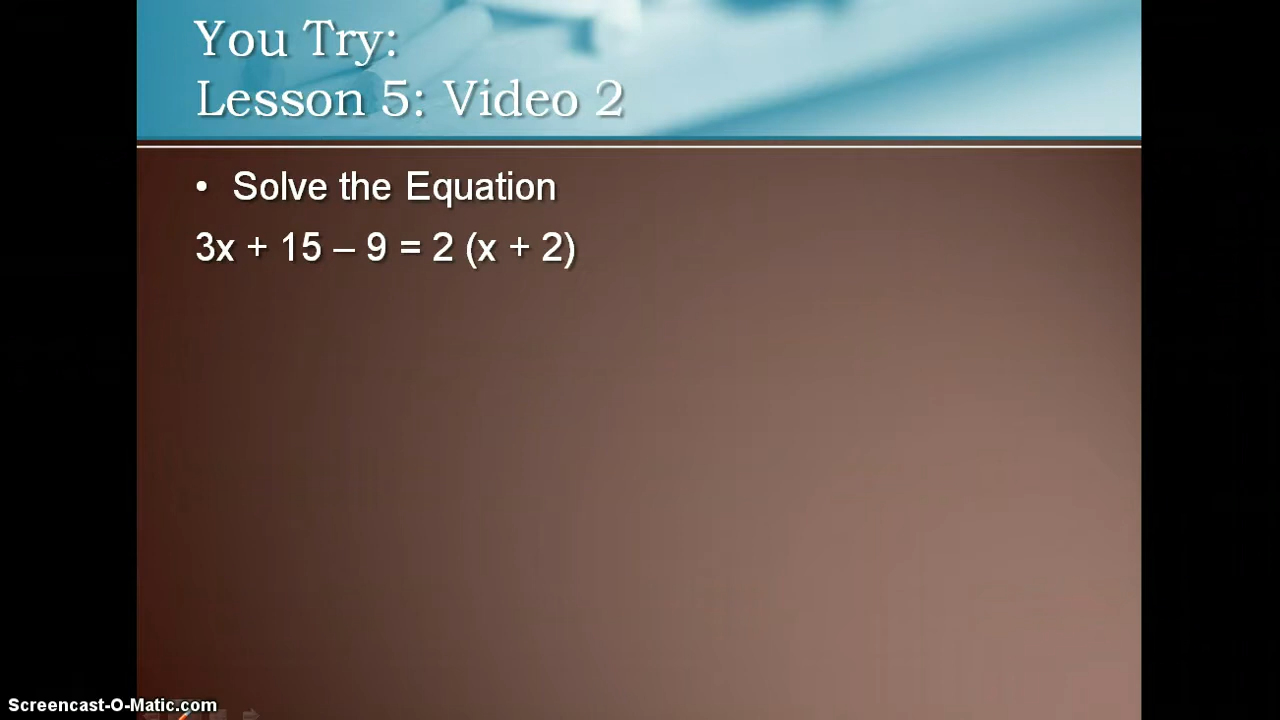 You Try:
Lesson 5: Video 2
• Solve the Equation
3x + 15 – 9 = 2 (x + 2)
Screencast-O-Matic.com